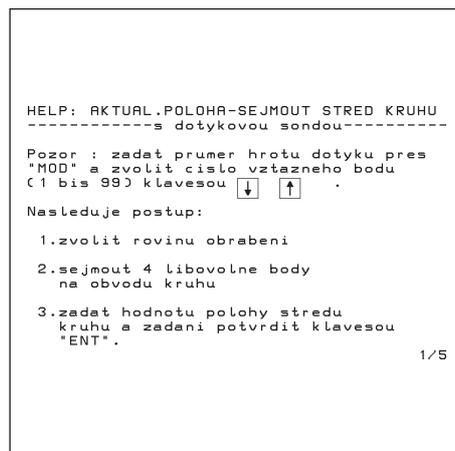 HELP: AKTUAL.POLOHA-SEJMOUT STRED KRUHU
------------s dotykovou sondou----------
Pozor : zadat prumer hrotu dotyku pres
"MOD" a zvolit cislo vztazneho bodu
(1 bis 99) klavesou ↓ ↑ .
Nasleduje postup:
1.zvolit rovinu obrabeni
2.sejmout 4 libovolne body
na obvodu kruhu
3.zadat hodnotu polohy stredu
kruhu a zadani potvrdit klavesou
"ENT".
1/5